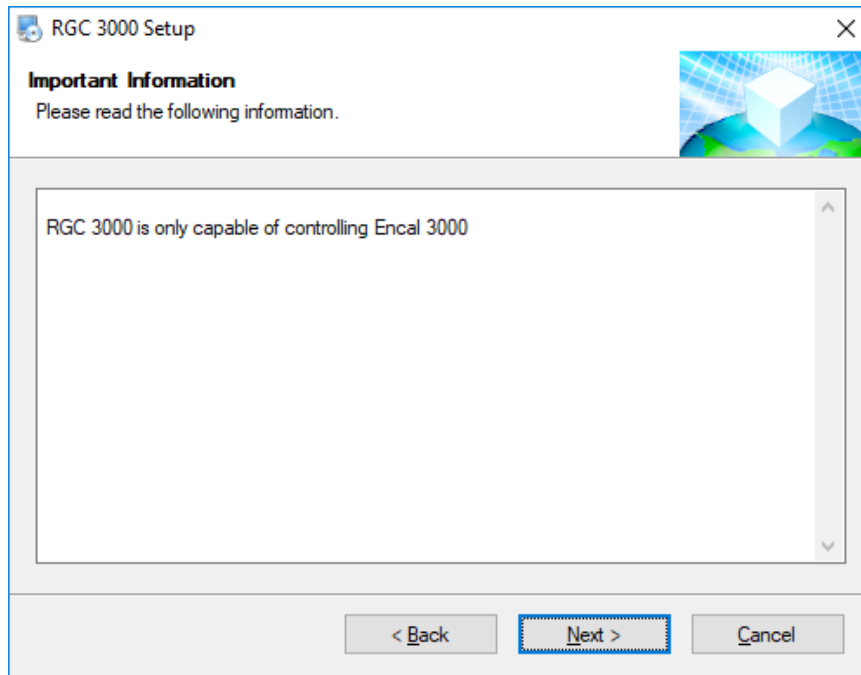 RGC 3000 Setup
Important Information
Please read the following information.
RGC 3000 is only capable of controlling Encal 3000
< Back
Next >
Cancel